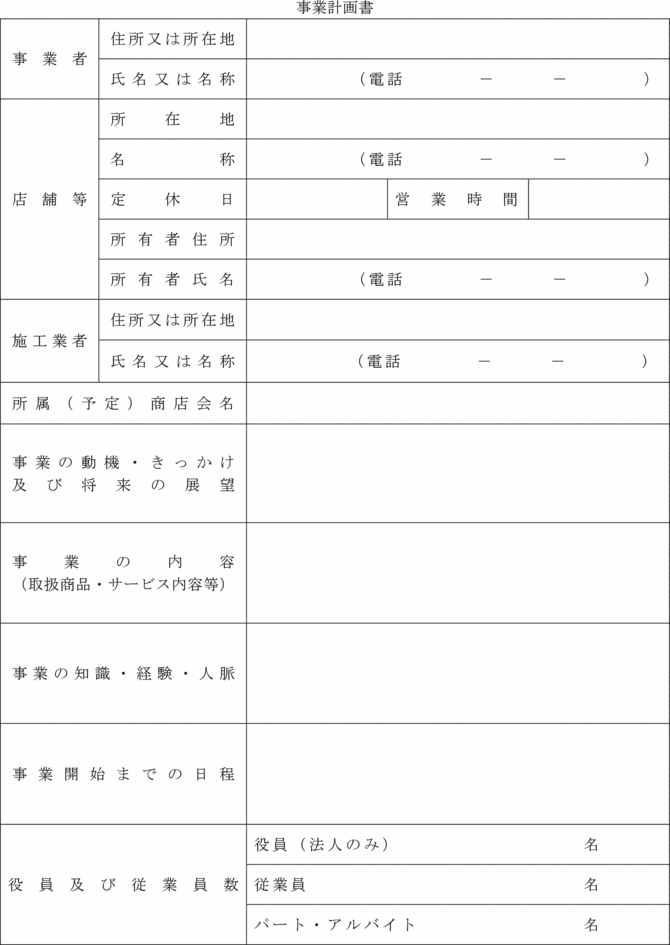 事業計画書
事業者
住所又は所在地
氏名又は名称 （電話 － － ）
店舗等
所在地
名称 （電話 － － ）
定休日 営業時間
所有者住所
所有者氏名 （電話 － － ）
施工業者
住所又は所在地
氏名又は名称 （電話 － － ）
所属（予定）商店会名
事業の動機・きっかけ
及び将来の展望
事業の内容
（取扱商品・サービス内容等）
事業の知識・経験・人脈
事業開始までの日程
役員及び従業員数
役員（法人のみ） 名
従業員 名
パート・アルバイト 名